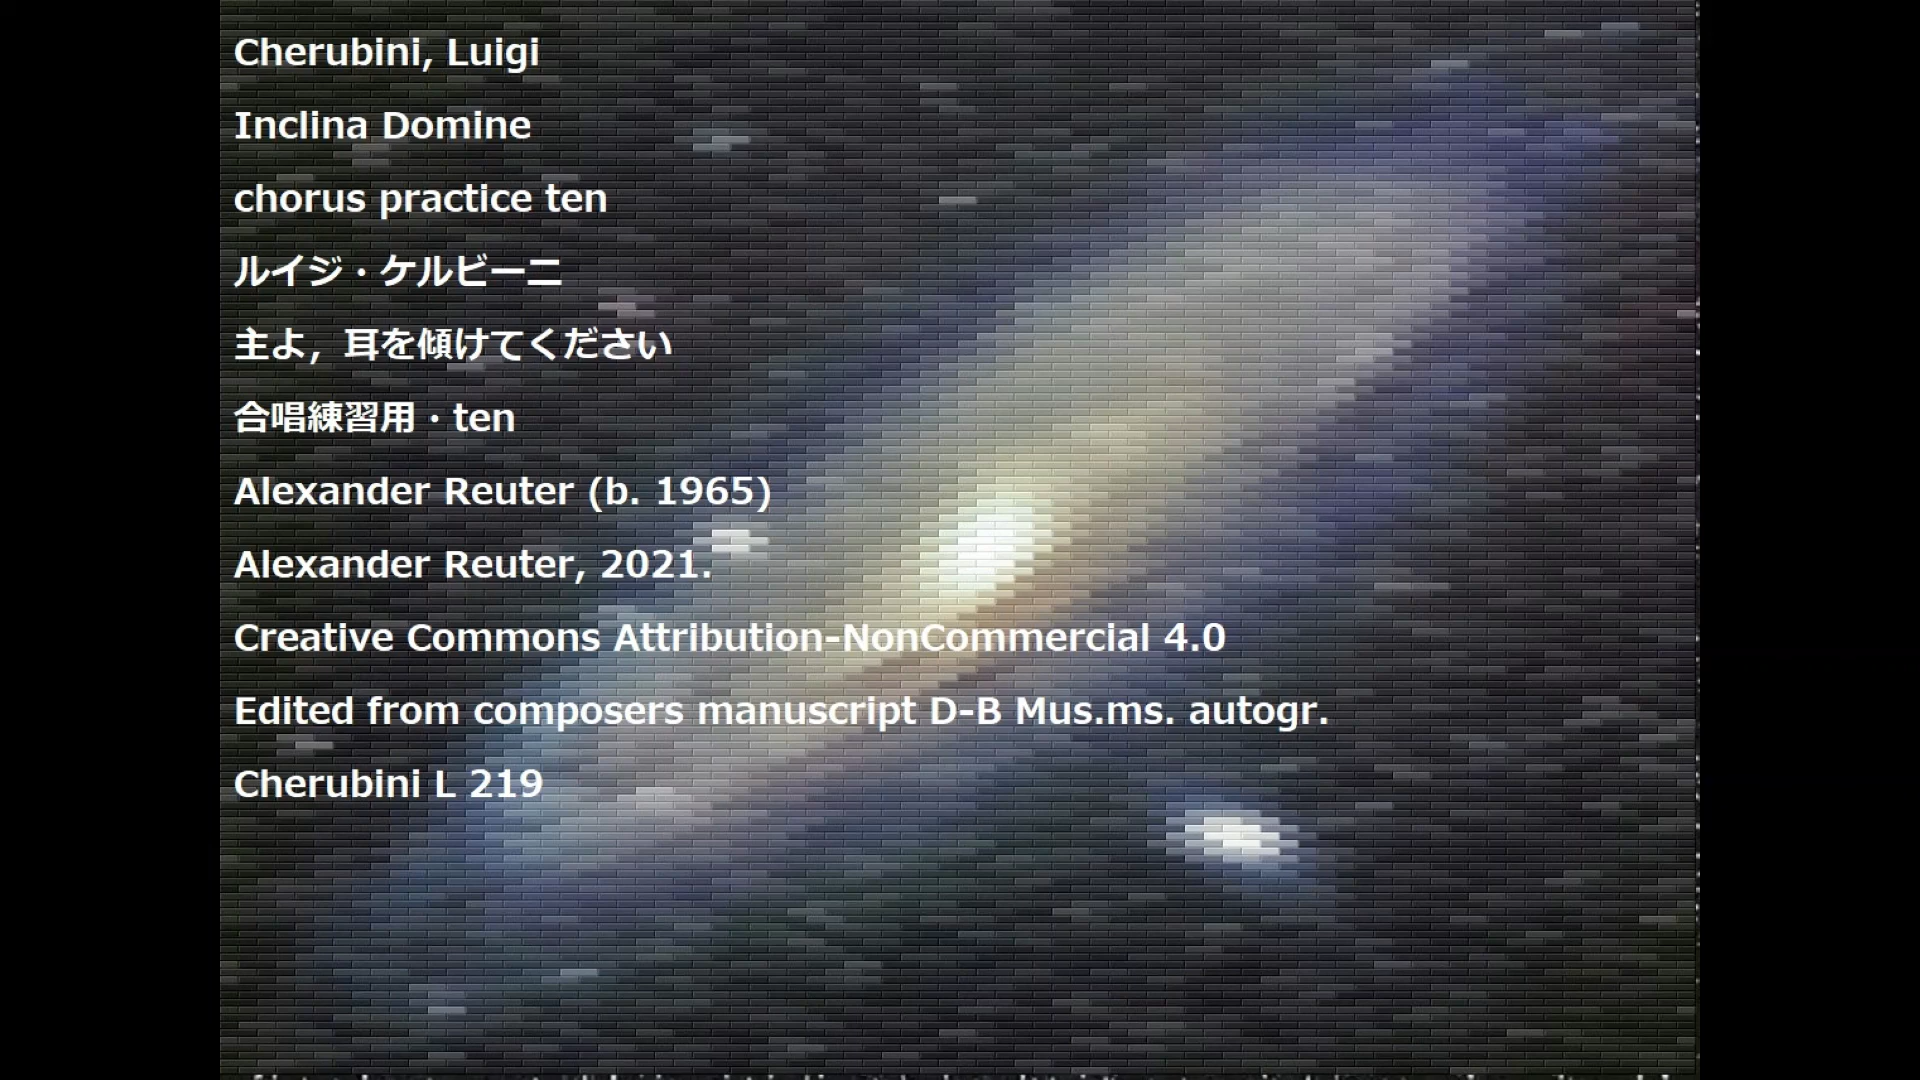 Cherubini, Luigi
Inclina Domine
chorus practice ten
ルイジ・ケルビーニ
主よ，耳を傾けてください
合唱練習用・ten
Alexander Reuter (b. 1965)
Alexander Reuter, 2021.
Creative Commons Attribution-NonCommercial 4.0
Edited from composers manuscript D-B Mus.ms. autogr.
Cherubini L 219